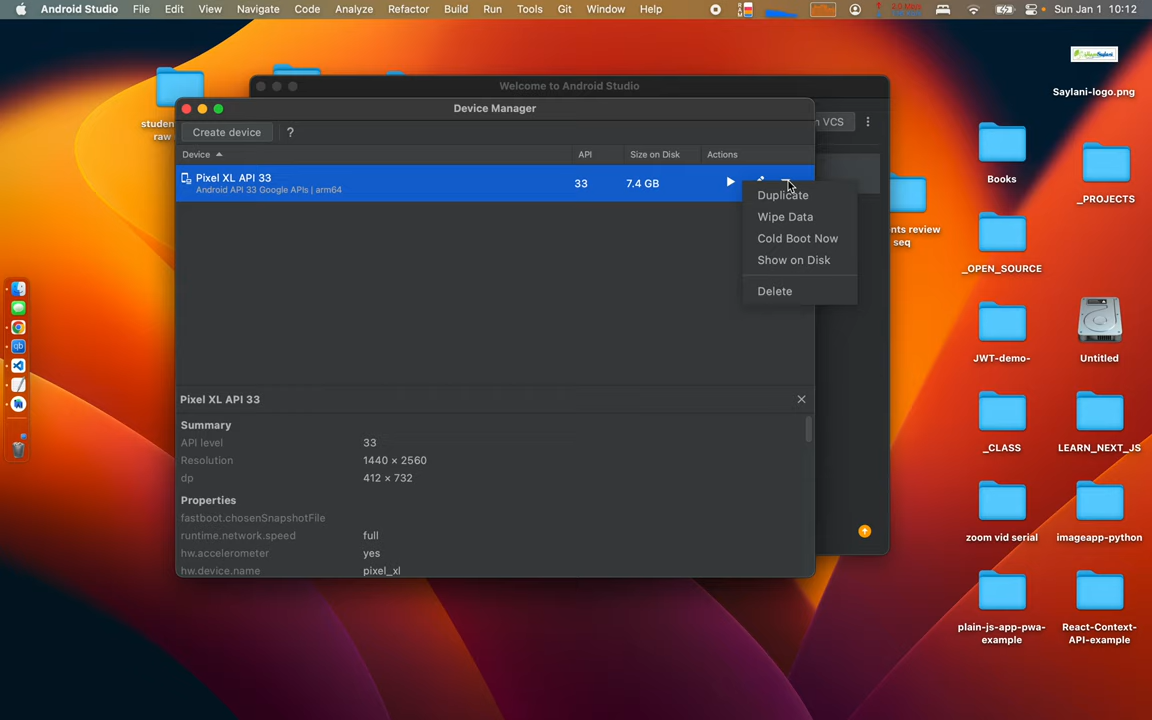 Android Studio File Edit View Navigate Code Analyze Refactor Build Run Tools Git Window Help Sun Jan 1 10:12
Welcome to Android Studio
Device Manager
Saylani-logo.png
Create device ?
VCS
Device API Size on Disk Actions
Pixel XL API 33
Android API 33 Google APIs | arm64
33 7.4 GB
Duplicate
Wipe Data
Cold Boot Now
Show on Disk
Delete
studen
raw
nts review
seq
Books
_PROJECTS
_OPEN_SOURCE
JWT-demo-
Untitled
_CLASS
LEARN_NEXT_JS
zoom vid serial
imageapp-python
plain-js-app-pwa-
example
React-Context-
API-example
Pixel XL API 33
Summary
API level 33
Resolution 1440 × 2560
dp 412 × 732
Properties
fastboot.chosenSnapshotFile
runtime.network.speed full
hw.accelerometer yes
hw.device.name pixel_xl